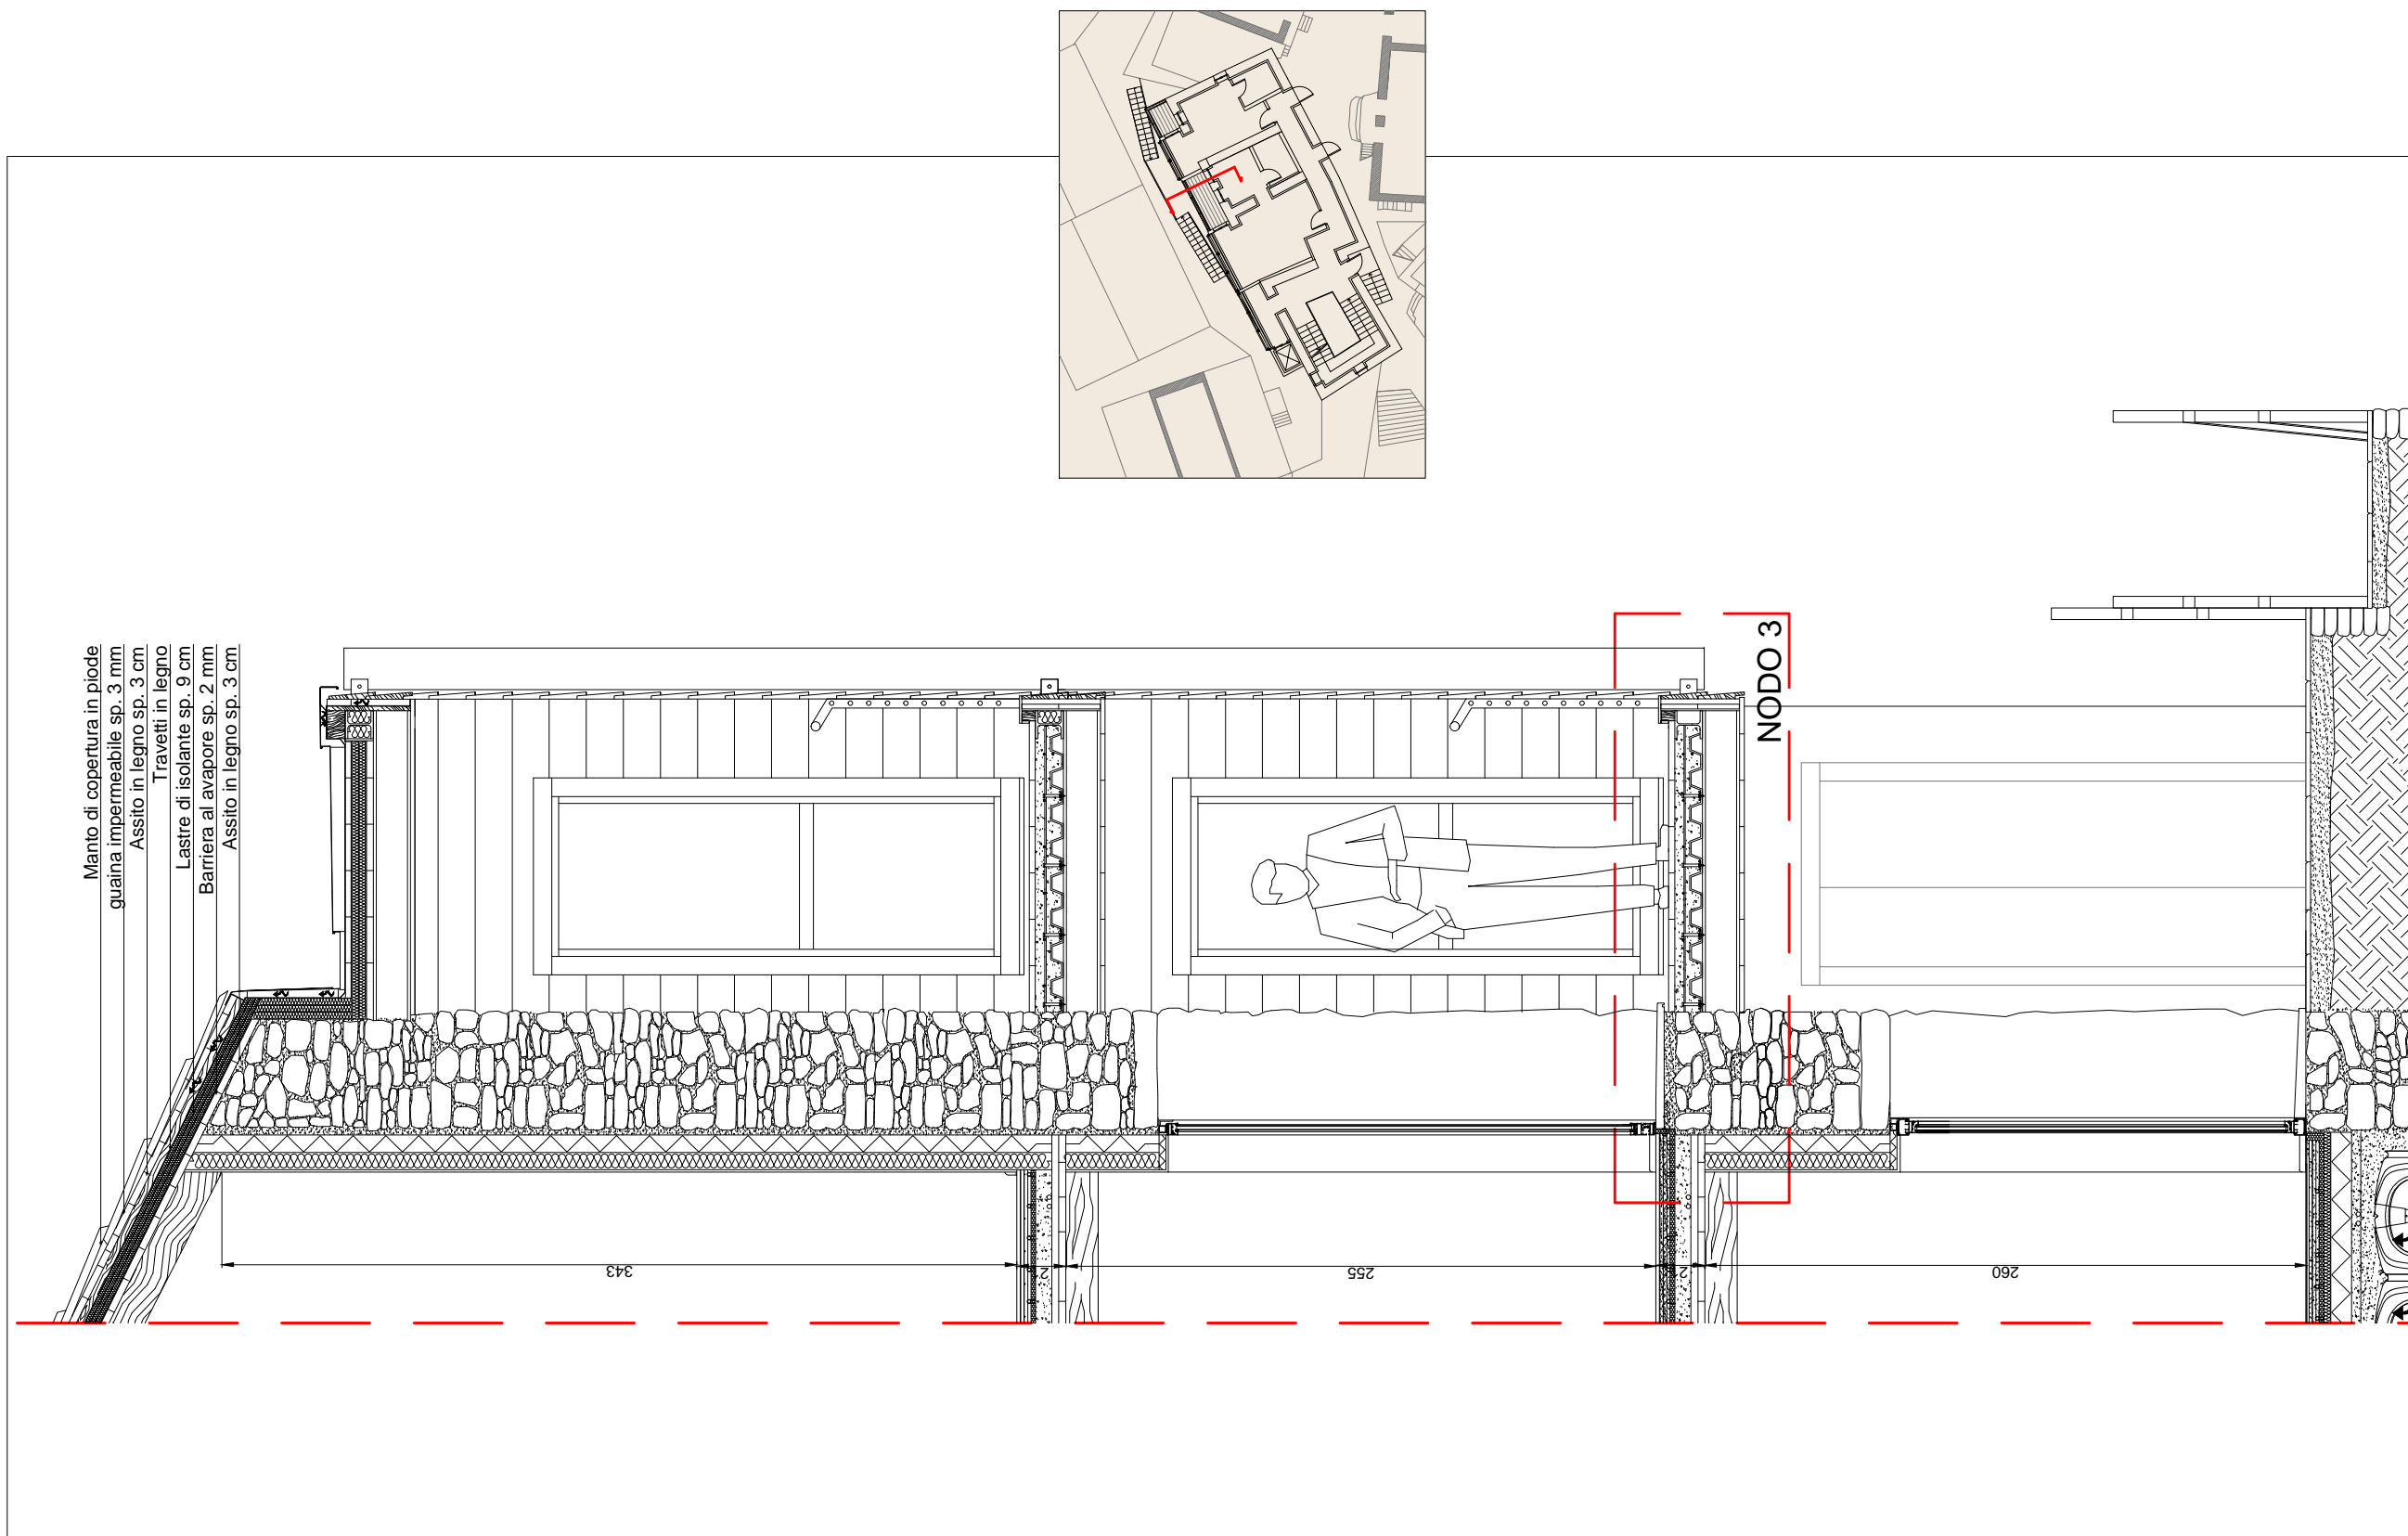 Manto di copertura in piode
guaina impermeabile sp. 3 mm
Assito in legno sp. 3 cm
Travetti in legno
Lastre di isolante sp. 9 cm
Barriera al avapore sp. 2 mm
Assito in legno sp. 3 cm
NODO 3
343
255
260